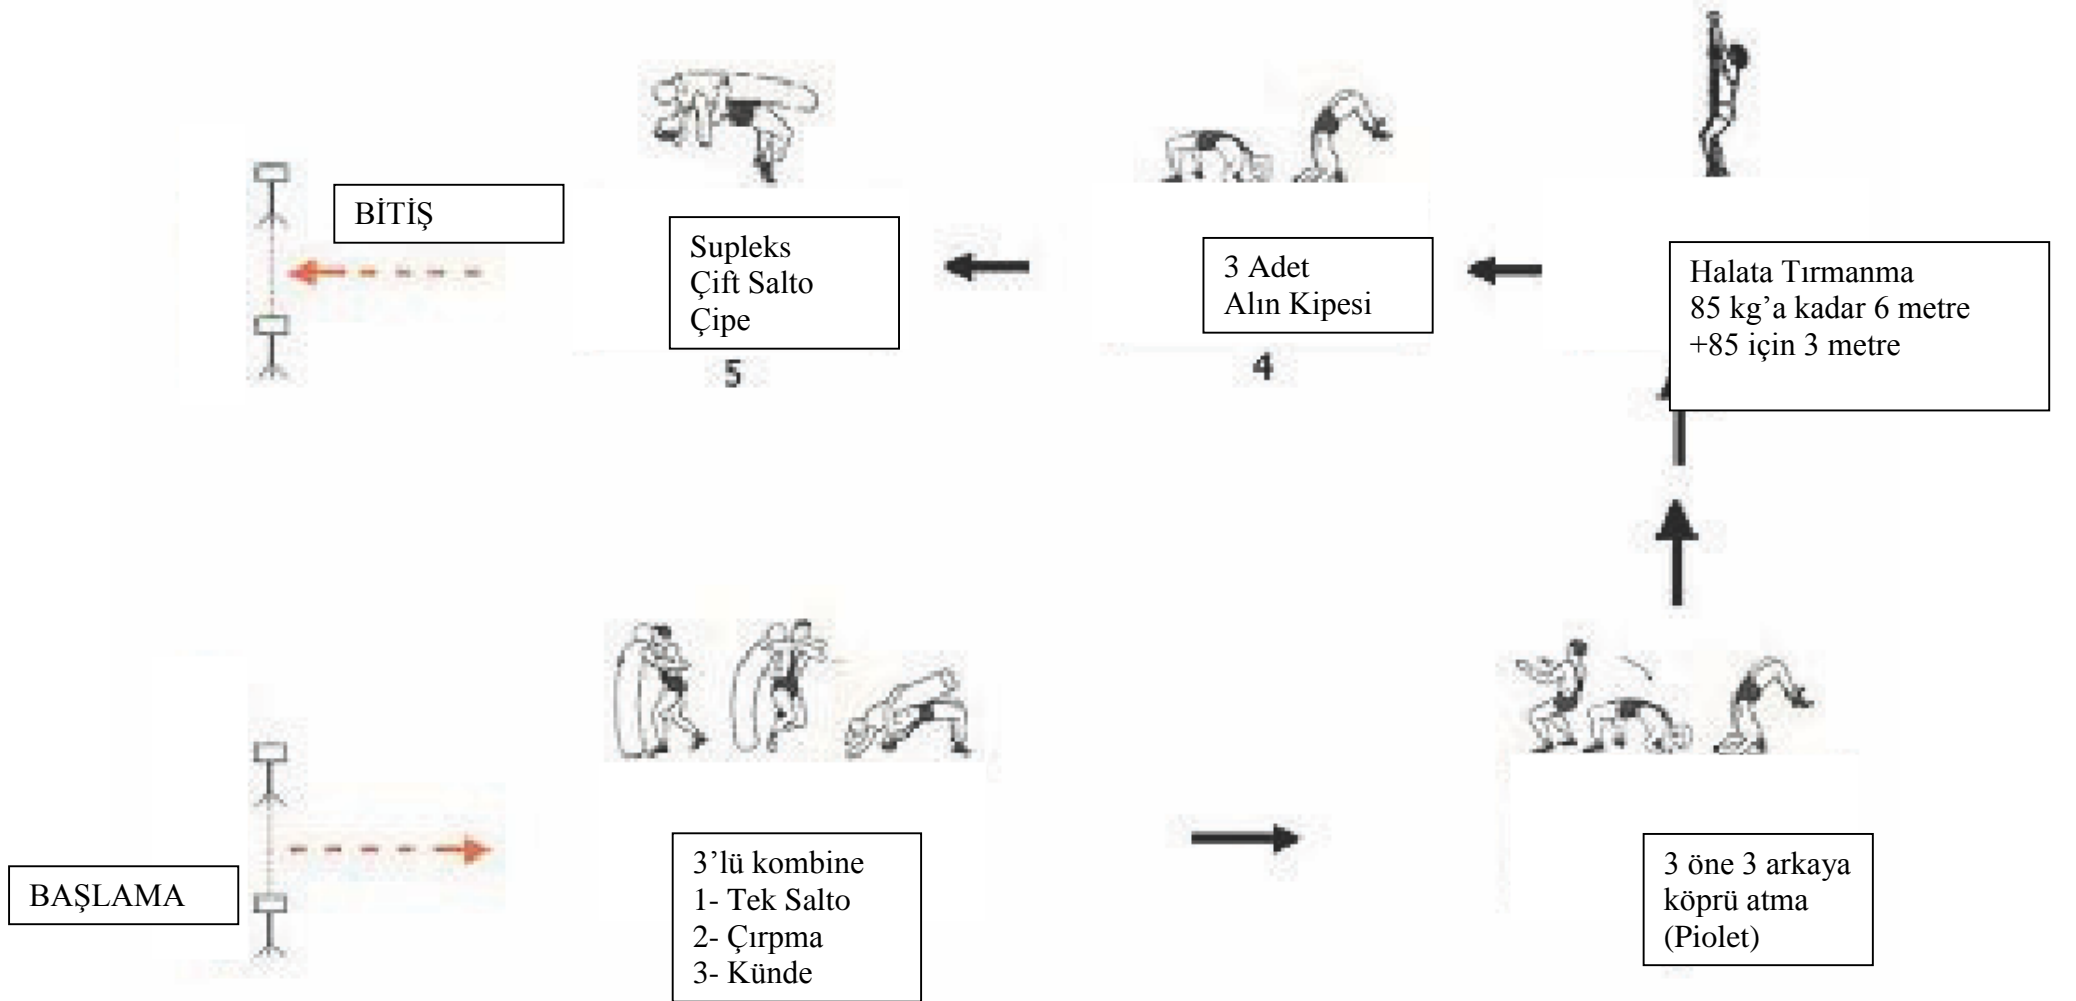 BİTİŞ
Supleks
Çift Salto
Çipe
5
3 Adet
Alın Kipesi
4
Halata Tırmanma
85 kg’a kadar 6 metre
+85 için 3 metre
BAŞLAMA
3’lü kombine
1- Tek Salto
2- Çırpma
3- Künde
3 öne 3 arkaya
köprü atma
(Piolet)